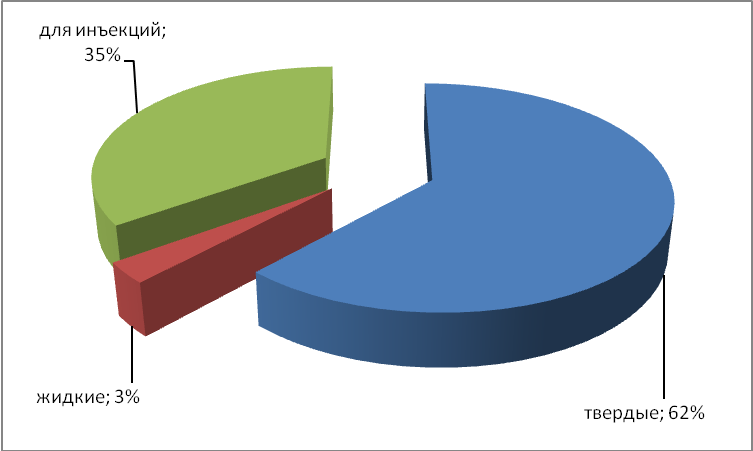 для инъекций;
35%
жидкие; 3%
твердые; 62%